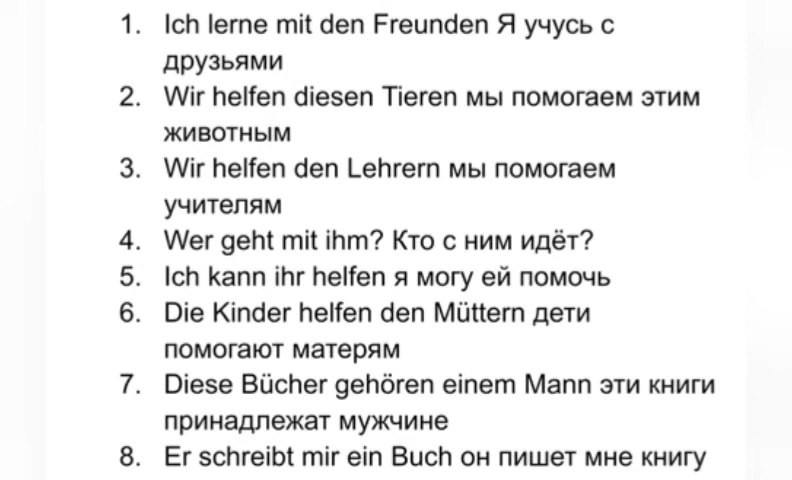 1. Ich lerne mit den Freunden Я учусь с
друзьями
2. Wir helfen diesen Tieren мы помогаем этим
животным
3. Wir helfen den Lehrern мы помогаем
учителям
4. Wer geht mit ihm? Кто с ним идёт?
5. Ich kann ihr helfen я могу ей помочь
6. Die Kinder helfen den Müttern дети
помогают матерям
7. Diese Bücher gehören einem Mann эти книги
принадлежат мужчине
8. Er schreibt mir ein Buch он пишет мне книгу